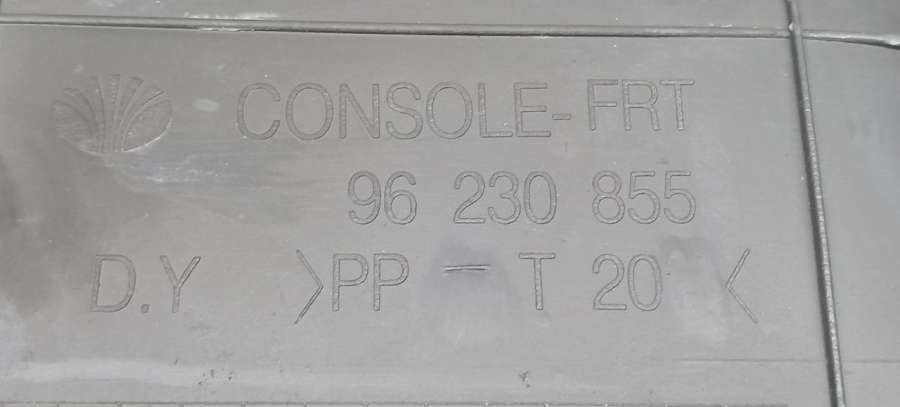 CONSOLE-FRT
96 230 855
D.Y >PP - T 20 <